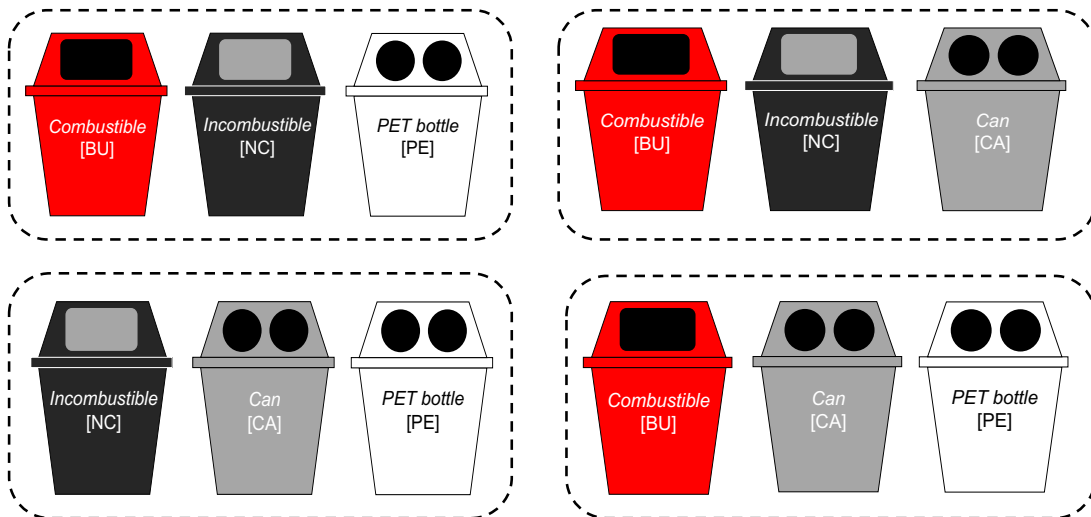 Combustible
[BU]
Incombustible
[NC]
PET bottle
[PE]
Combustible
[BU]
Incombustible
[NC]
Can
[CA]
Incombustible
[NC]
Can
[CA]
PET bottle
[PE]
Combustible
[BU]
Can
[CA]
PET bottle
[PE]